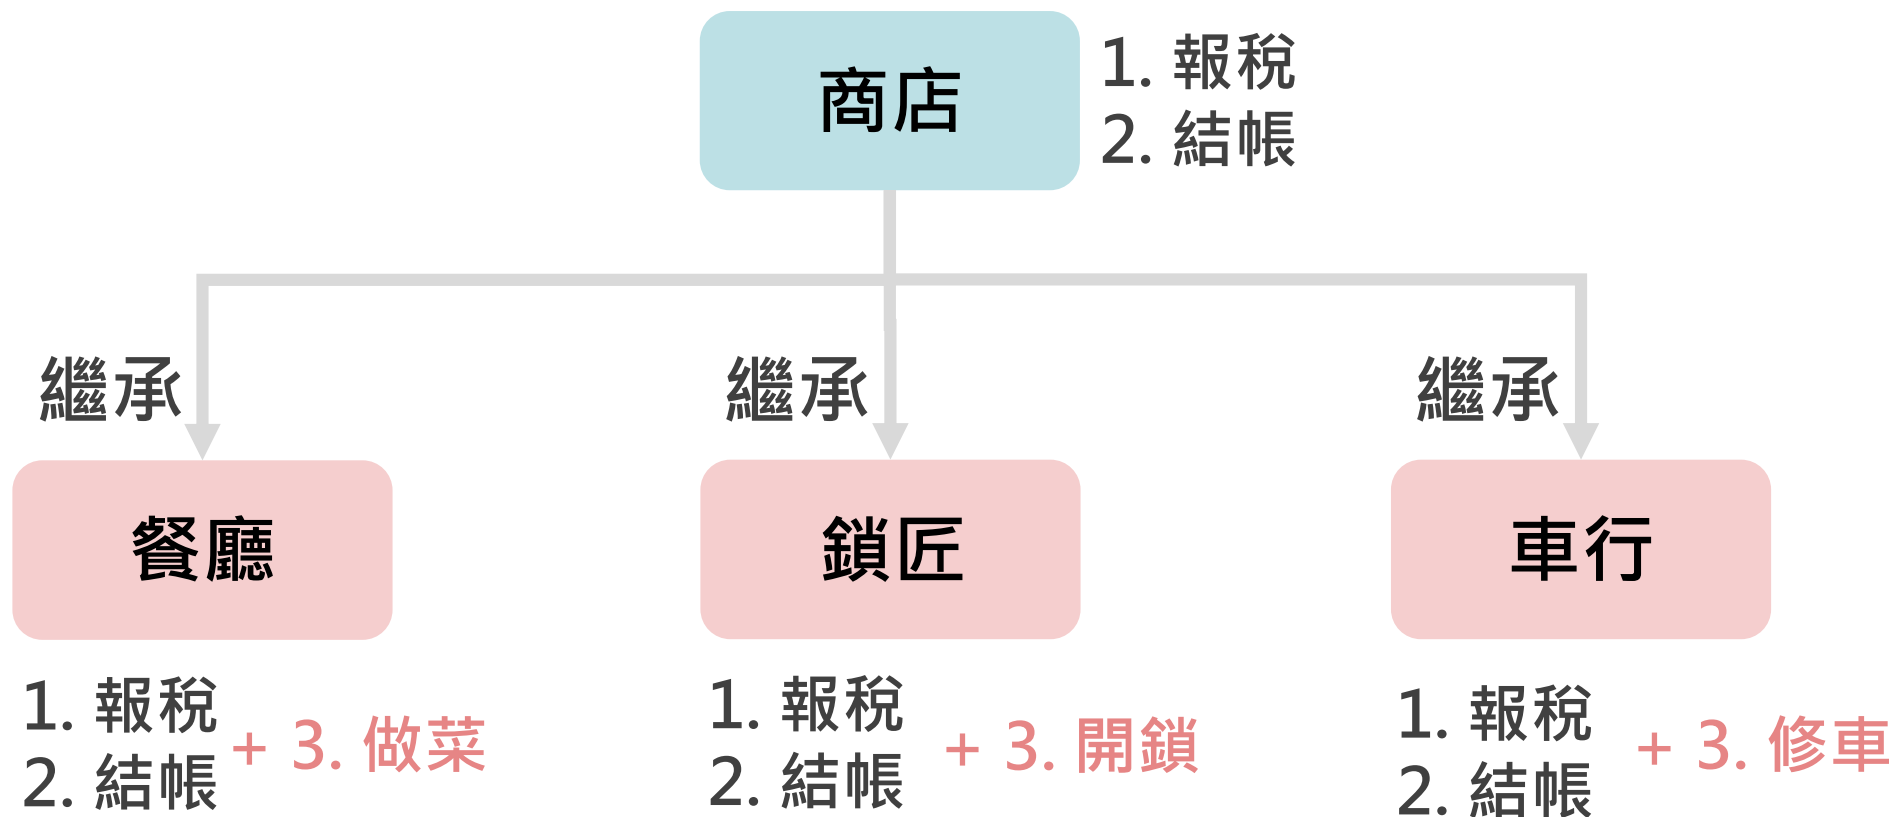 商店
1. 報稅
2. 結帳
繼承
繼承
繼承
餐廳
鎖匠
車行
1. 報稅
2. 結帳
+ 3. 做菜
1. 報稅
2. 結帳
+ 3. 開鎖
1. 報稅
2. 結帳
+ 3. 修車